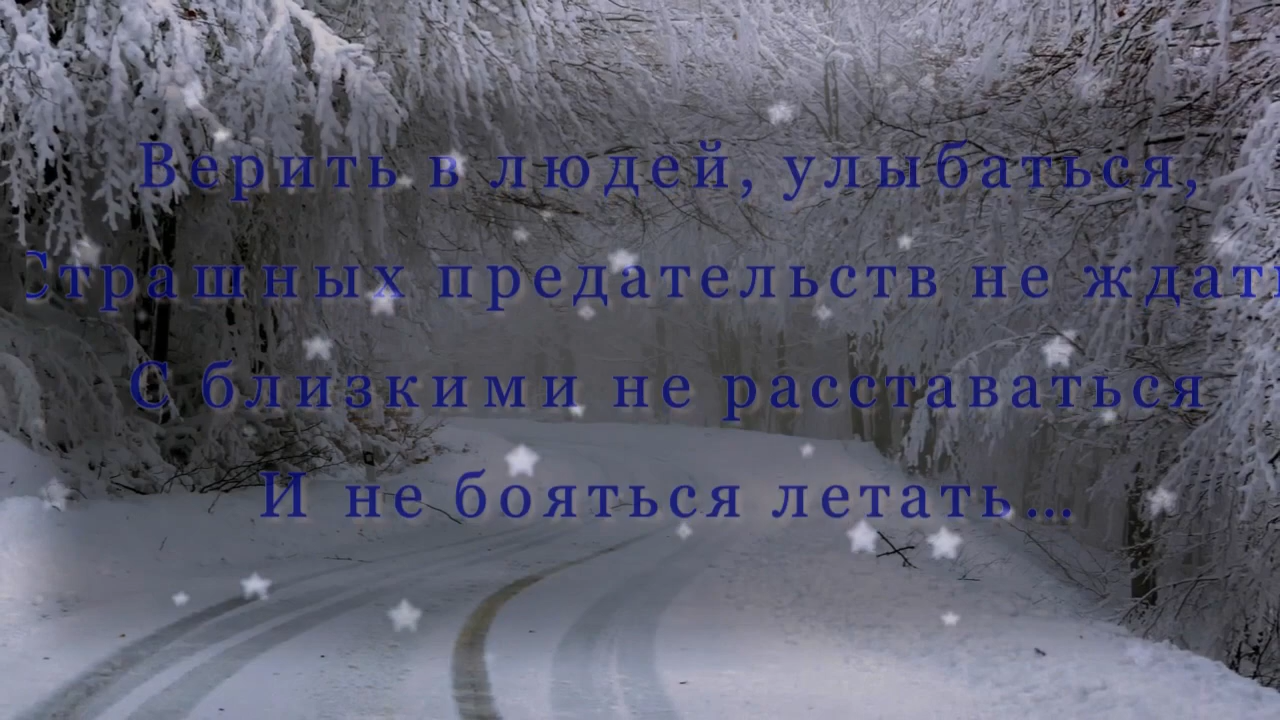 Верить в людей, улыбаться,
Страшных предательств не ждать
С близкими не расставаться
И не бояться летать...